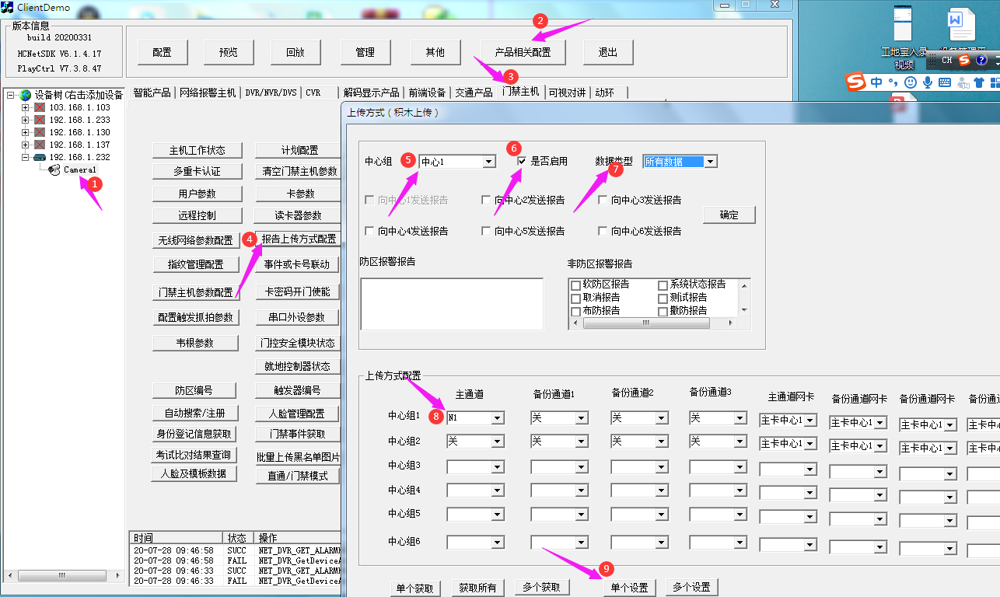 ClientDemo
版本信息
build 20200331
HCNetSDK V6.1.4.17
PlayCtrl V7.3.8.47
配置
预览
回放
管理
其他
产品相关配置
退出
2
3
工地宝入录
视频
CH
中
设备树(右击添加设备
103.168.1.103
192.168.1.233
192.168.1.130
192.168.1.137
192.168.1.232
Camera1
1
智能产品
网络报警主机
DVR/NVR/DVS
CVR
解码显示产品
前端设备
交通产品
门禁主机
可视对讲
动环
主机工作状态
计划配置
多重卡认证
清空门禁主机参数
用户参数
卡参数
远程控制
读卡器参数
无线网络参数配置
4
报告上传方式配置
指纹管理配置
事件或卡号联动
门禁主机参数配置
卡密码开门使能
配置触发抓拍参数
串口外设参数
韦根参数
门控安全模块状态
就地控制器状态
防区编号
触发器编号
自动搜索/注册
人脸管理配置
身份登记信息获取
门禁事件获取
考试比对结果查询
批量上传黑名单图片
人脸及模板数据
直通/门禁模式
时间
状态
操作
20-07-28 09:46:58
SUCC
NET_DVR_GET_ALARMH
20-07-28 09:46:58
FAIL
NET_DVR_GetDeviceA
20-07-28 09:46:33
SUCC
NET_DVR_GET_ALARMH
20-07-28 09:46:33
FAIL
NET_DVR_GetDeviceA
上传方式(积木上传)
中心组
5
中心1
6
是否启用
数据类型
7
所有数据
向中心1发送报告
向中心2发送报告
向中心3发送报告
确定
向中心4发送报告
向中心5发送报告
向中心6发送报告
防区报警报告
非防区报警报告
软防区报告
系统状态报告
取消报告
测试报告
布防报告
撤防报告
上传方式配置
主通道
备份通道1
备份通道2
备份通道3
主通道网卡
备份通道网卡
备份通道网卡
备份通道
中心组1
8
N1
关
关
关
主卡中心1
主卡中心1
主卡中心1
主卡中心1
中心组2
关
关
关
关
主卡中心1
主卡中心1
主卡中心1
主卡中心1
中心组3
中心组4
中心组5
中心组6
9
单个获取
获取所有
多个获取
单个设置
多个设置